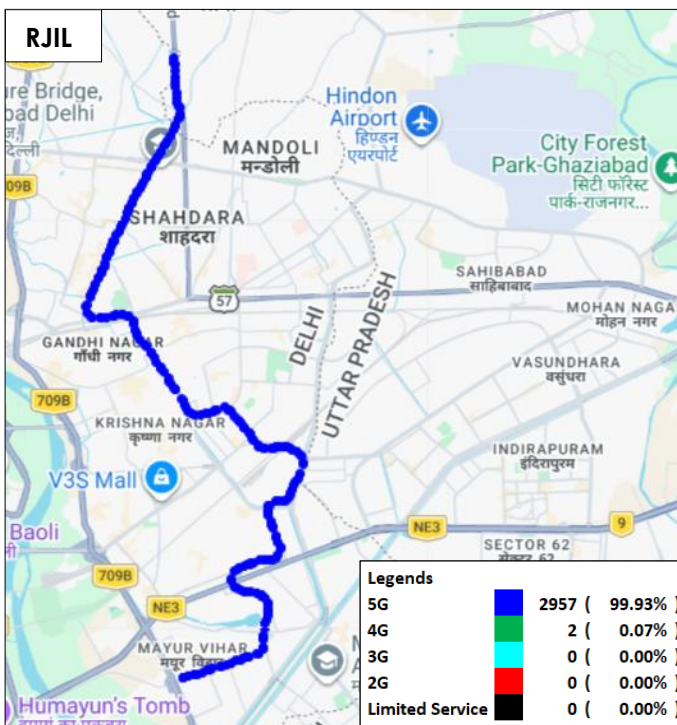 RJIL
ure Bridge,
bad Delhi
दिल्ली
Hindon
Airport
हिण्डन
एयरपोर्ट
MANDOLI
मन्डोली
City Forest
Park-Ghaziabad
सिटी फॉरेस्ट
पार्क-राजनगर...
709B
SHAHDARA
शाहदरा
57
SAHIBABAD
साहिबाबाद
MOHAN NAGA
मोहन नगर
DELHI
UTTAR PRADESH
GANDHI NAGAR
गाँधी नगर
VASUNDHARA
वसुंधरा
709B
KRISHNA NAGAR
कृष्णा नगर
INDIRAPURAM
इंदिरापुरम
V3S Mall
Baoli
NE3
9
SECTOR 62
709B
NE3
MAYUR VIHAR
मयूर विहार
Humayun's Tomb
Legends
5G 2957 ( 99.93% )
4G 2 ( 0.07% )
3G 0 ( 0.00% )
2G 0 ( 0.00% )
Limited Service 0 ( 0.00% )